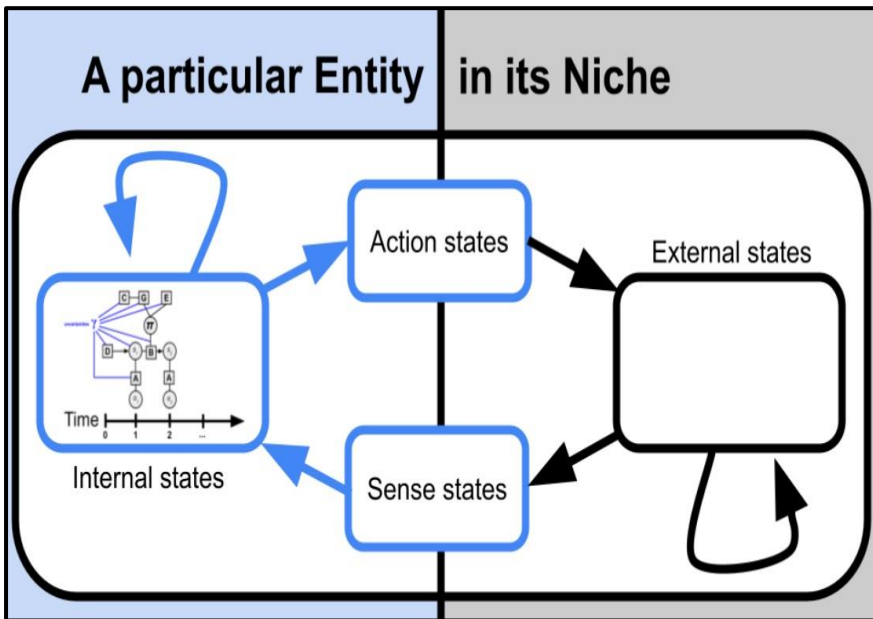 A particular Entity in its Niche
Action states
External states
C G E
γ
π
D B
A A
Time
0 1 2 ...
Internal states
Sense states